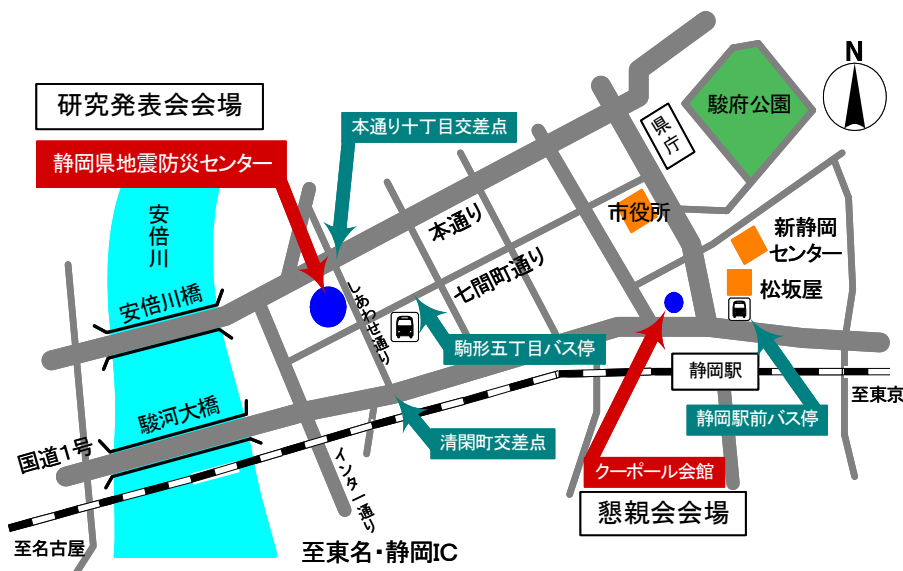 N
研究発表会会場
本通り十丁目交差点
駿府公園
県庁
静岡県地震防災センター
安倍川
市役所
本通り
新静岡
センター
七間町通り
松坂屋
安倍川橋
しあわせ通り
駒形五丁目バス停
静岡駅
至東京
駿河大橋
静岡駅前バス停
国道1号
清閑町交差点
クーポール会館
インター通り
懇親会会場
至名古屋
至東名・静岡IC